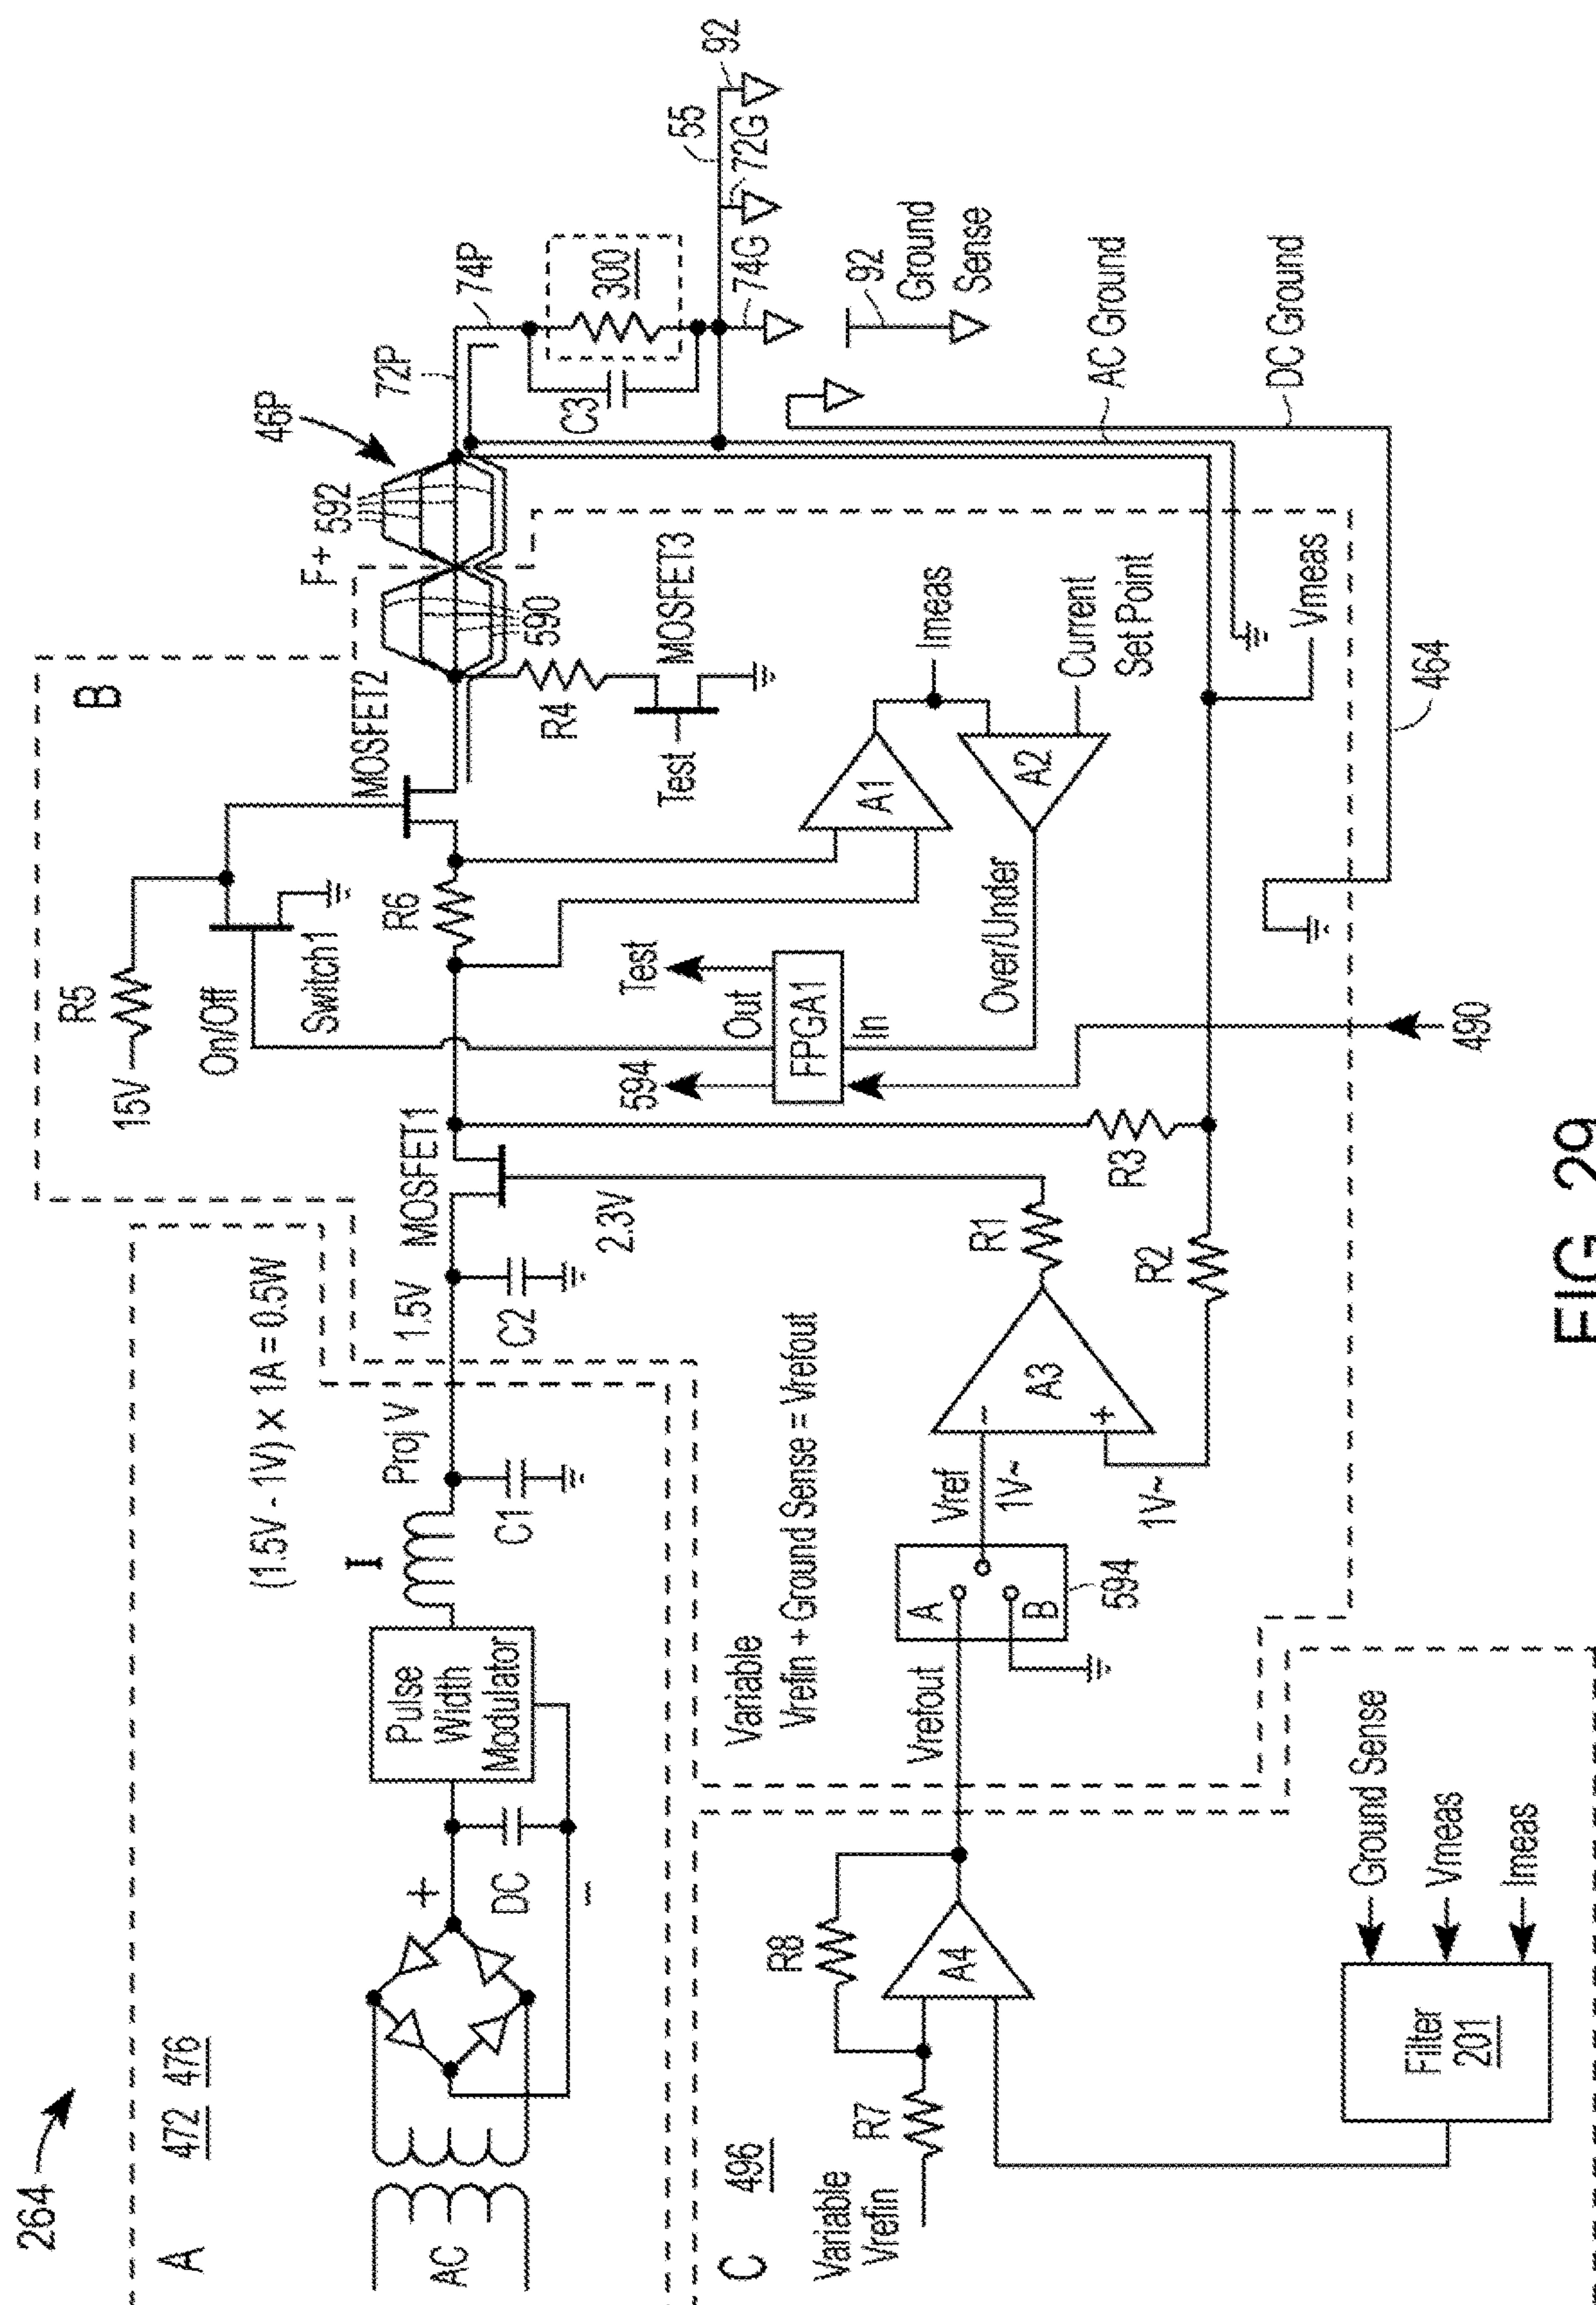 264
A
472 476
AC
+
DC
−
Pulse
Width
Modulator
I
(1.5V - 1V) × 1A = 0.5W
Proj V
C1
1.5V
C2
MOSFET1
2.3V
B
R5
15V
On/Off
Switch1
R6
MOSFET2
F+
592
46P
590
R4
MOSFET3
Test
72P
74P
C3
300
55
92
72G
74G
92
Ground
Sense
AC Ground
DC Ground
594
Test
Out
FPGA1
In
Over/Under
A1
A2
Imeas
Current
Set Point
Vmeas
464
490
R3
R1
R2
A3
−
+
Vref
1V~
1V~
Variable
Vrefin + Ground Sense = Vrefout
Vrefout
A
B
594
C
496
Variable
Vrefin
R7
R8
A4
Filter
201
Ground Sense
Vmeas
Imeas
FIG. 29